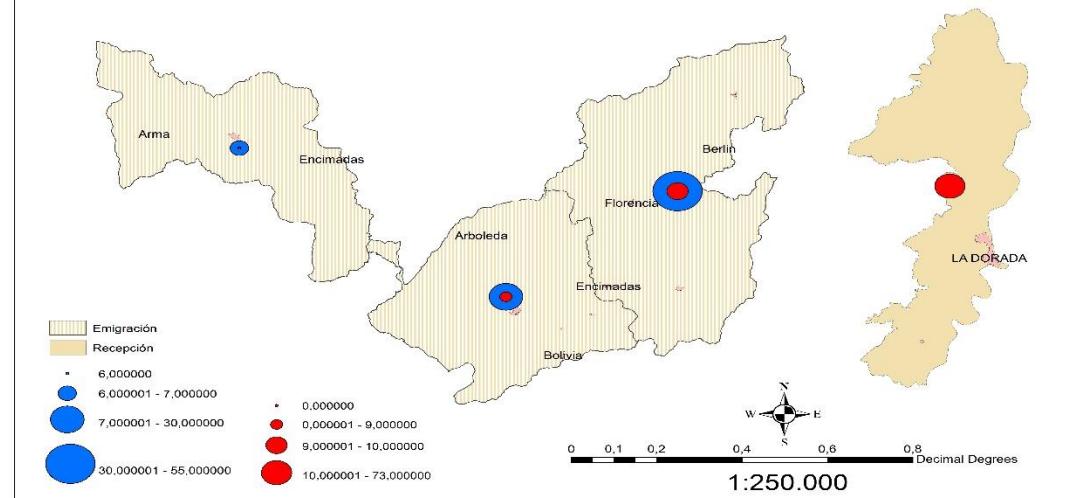 Arma
Encimadas
Berlin
Florencia
Arboleda
Encimadas
Bolivia
LA DORADA
Emigración
Recepción
6,000000
6,000001 - 7,000000
7,000001 - 30,000000
30,000001 - 55,000000
0,000000
0,000001 - 9,000000
9,000001 - 10,000000
10,000001 - 73,000000
N
W E
S
0 0,1 0,2 0,4 0,6 0,8
Decimal Degrees
1:250.000